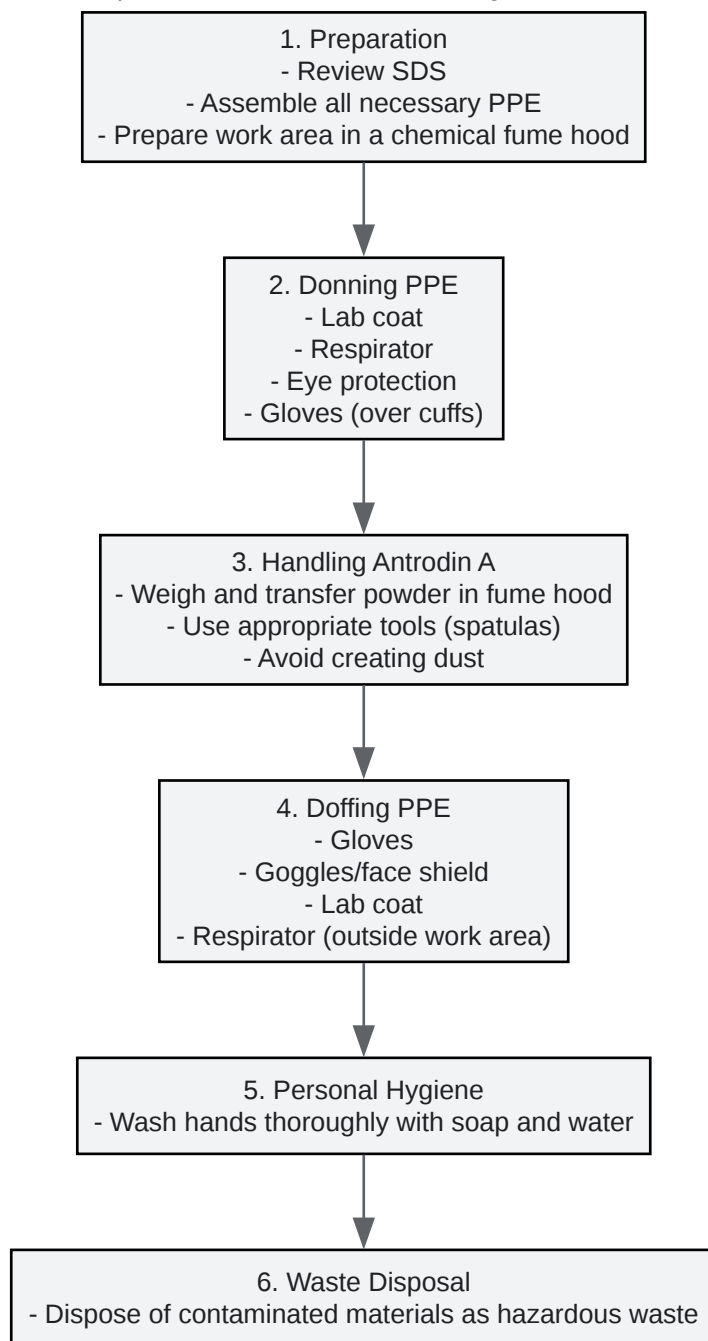 1. Preparation
- Review SDS
- Assemble all necessary PPE
- Prepare work area in a chemical fume hood
2. Donning PPE
- Lab coat
- Respirator
- Eye protection
- Gloves (over cuffs)
3. Handling Antrodin A
- Weigh and transfer powder in fume hood
- Use appropriate tools (spatulas)
- Avoid creating dust
4. Doffing PPE
- Gloves
- Goggles/face shield
- Lab coat
- Respirator (outside work area)
5. Personal Hygiene
- Wash hands thoroughly with soap and water
6. Waste Disposal
- Dispose of contaminated materials as hazardous waste